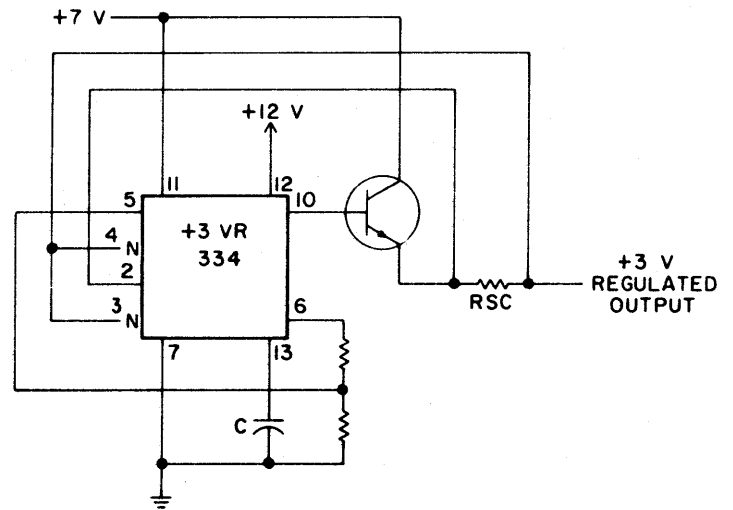 +7 V
+12 V
11
12
5
10
+3 VR
334
4
N
2
3
N
6
7
13
C
RSC
+3 V
REGULATED
OUTPUT